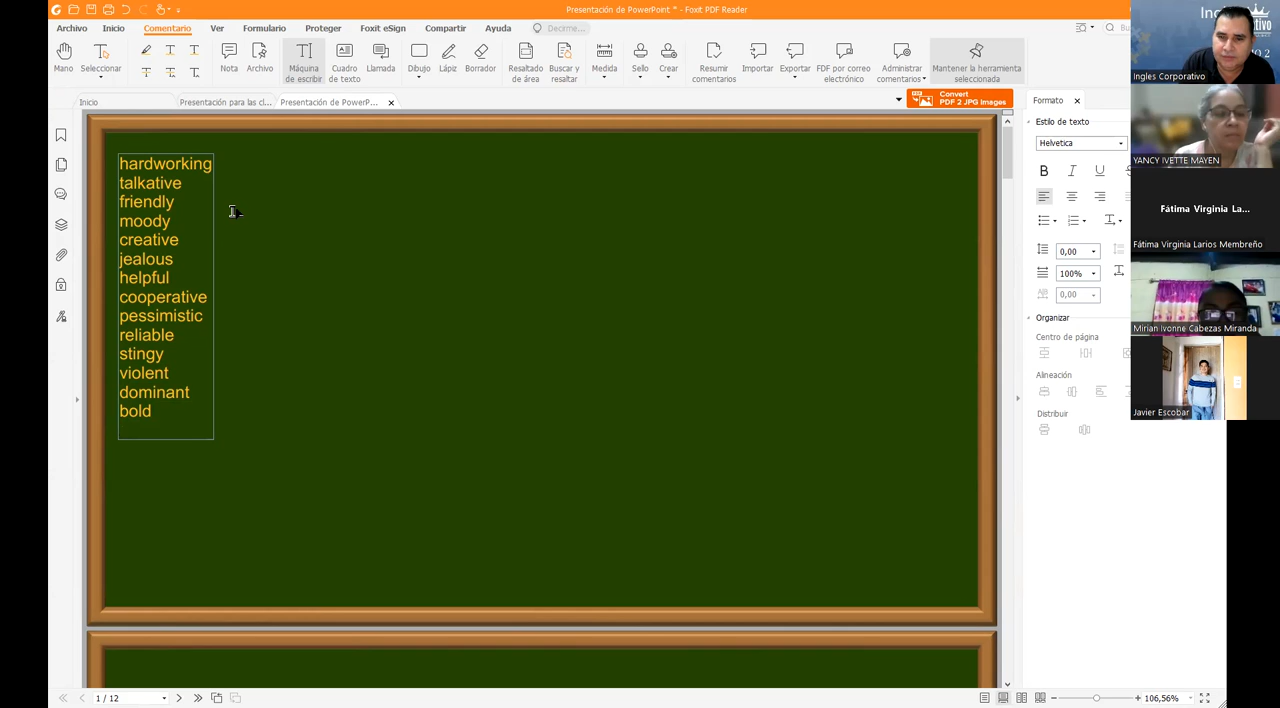 Presentación de PowerPoint * - Foxit PDF Reader
Archivo Inicio Comentario Ver Formulario Proteger Foxit eSign Compartir Ayuda Decirme...
Mano
Seleccionar
Nota
Archivo
Máquina de escribir
Cuadro de texto
Llamada
Dibujo
Lápiz
Borrador
Resaltado de área
Buscar y resaltar
Medida
Sello
Crear
Resumir comentarios
Importar
Exportar
PDF por correo electrónico
Administrar comentarios
Mantener la herramienta seleccionada
Inicio
Presentación para las cl...
Presentación de PowerP...
Convert
PDF 2 JPG Images
hardworking
talkative
friendly
moody
creative
jealous
helpful
cooperative
pessimistic
reliable
stingy
violent
dominant
bold
Formato
Estilo de texto
Helvetica
0,00
100%
0,00
Organizar
Centro de página
Alineación
Distribuir
Ingles Corporativo
YANCY IVETTE MAYEN
Fátima Virginia La...
Fátima Virginia Larios Membreño
Mirian Ivonne Cabezas Miranda
Javier Escobar
1 / 12
106,56%